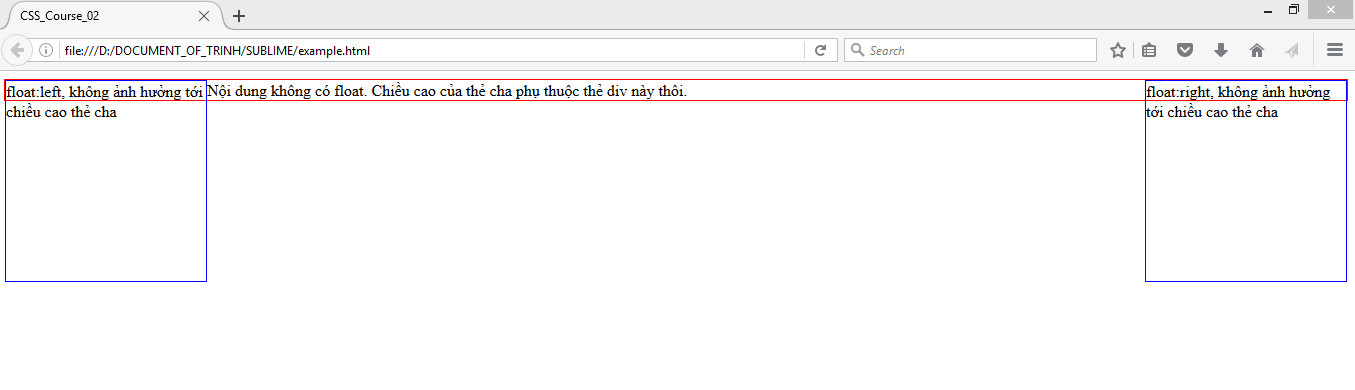 CSS_Course_02
file:///D:/DOCUMENT_OF_TRINH/SUBLIME/example.html
Search
float:left, không ảnh hưởng tới
chiều cao thẻ cha
Nội dung không có float. Chiều cao của thẻ cha phụ thuộc thẻ div này thôi.
float:right, không ảnh hưởng
tới chiều cao thẻ cha